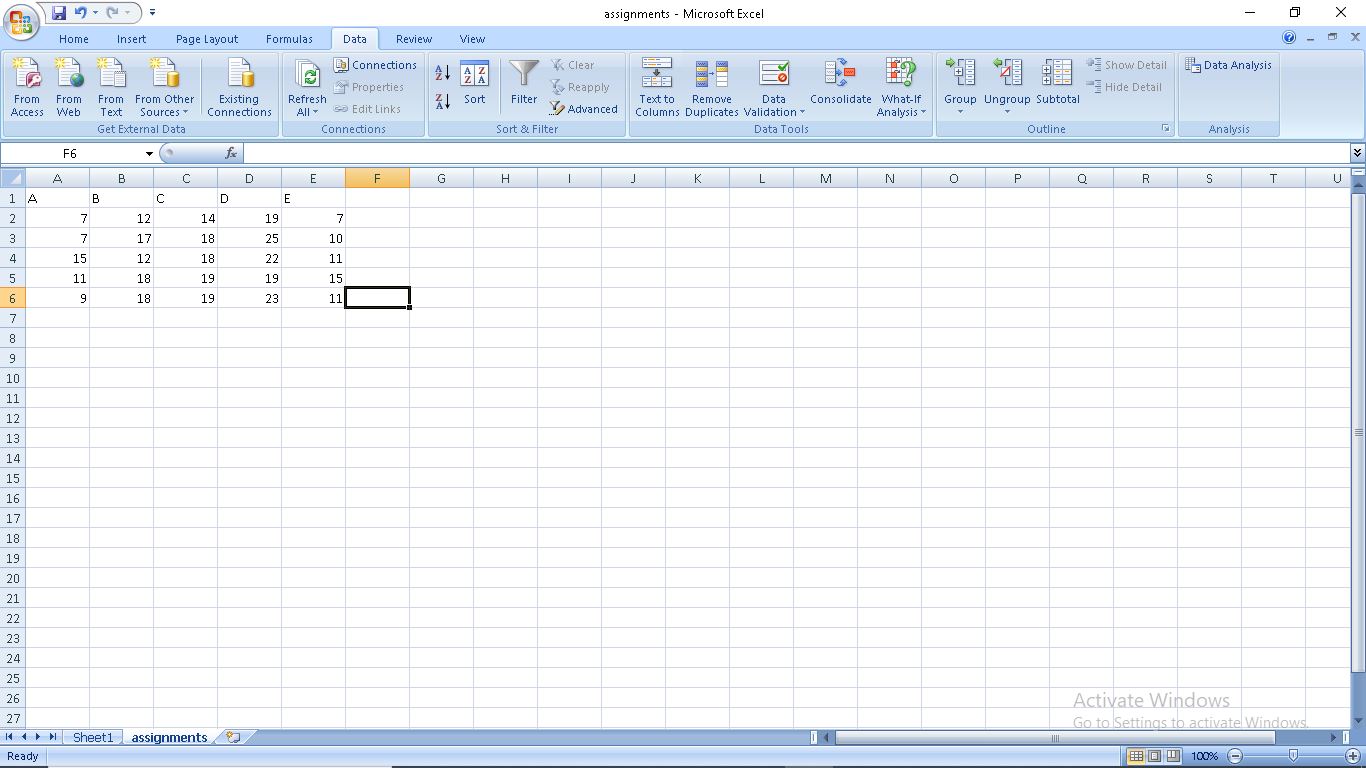 assignments - Microsoft Excel
Home Insert Page Layout Formulas Data Review View
From Access
From Web
From Text
From Other Sources
Existing Connections
Get External Data
Refresh All
Connections
Properties
Edit Links
Connections
Sort
Filter
Clear
Reapply
Advanced
Sort & Filter
Text to Columns
Remove Duplicates
Data Validation
Consolidate
What-If Analysis
Data Tools
Group
Ungroup
Subtotal
Show Detail
Hide Detail
Outline
Data Analysis
Analysis
F6 fx
A B C D E F G H I J K L M N O P Q R S T U
1 A B C D E
2 7 12 14 19 7
3 7 17 18 25 10
4 15 12 18 22 11
5 11 18 19 19 15
6 9 18 19 23 11
7
8
9
10
11
12
13
14
15
16
17
18
19
20
21
22
23
24
25
26
27
Activate Windows
Go to Settings to activate Windows.
Sheet1 assignments
Ready 100%